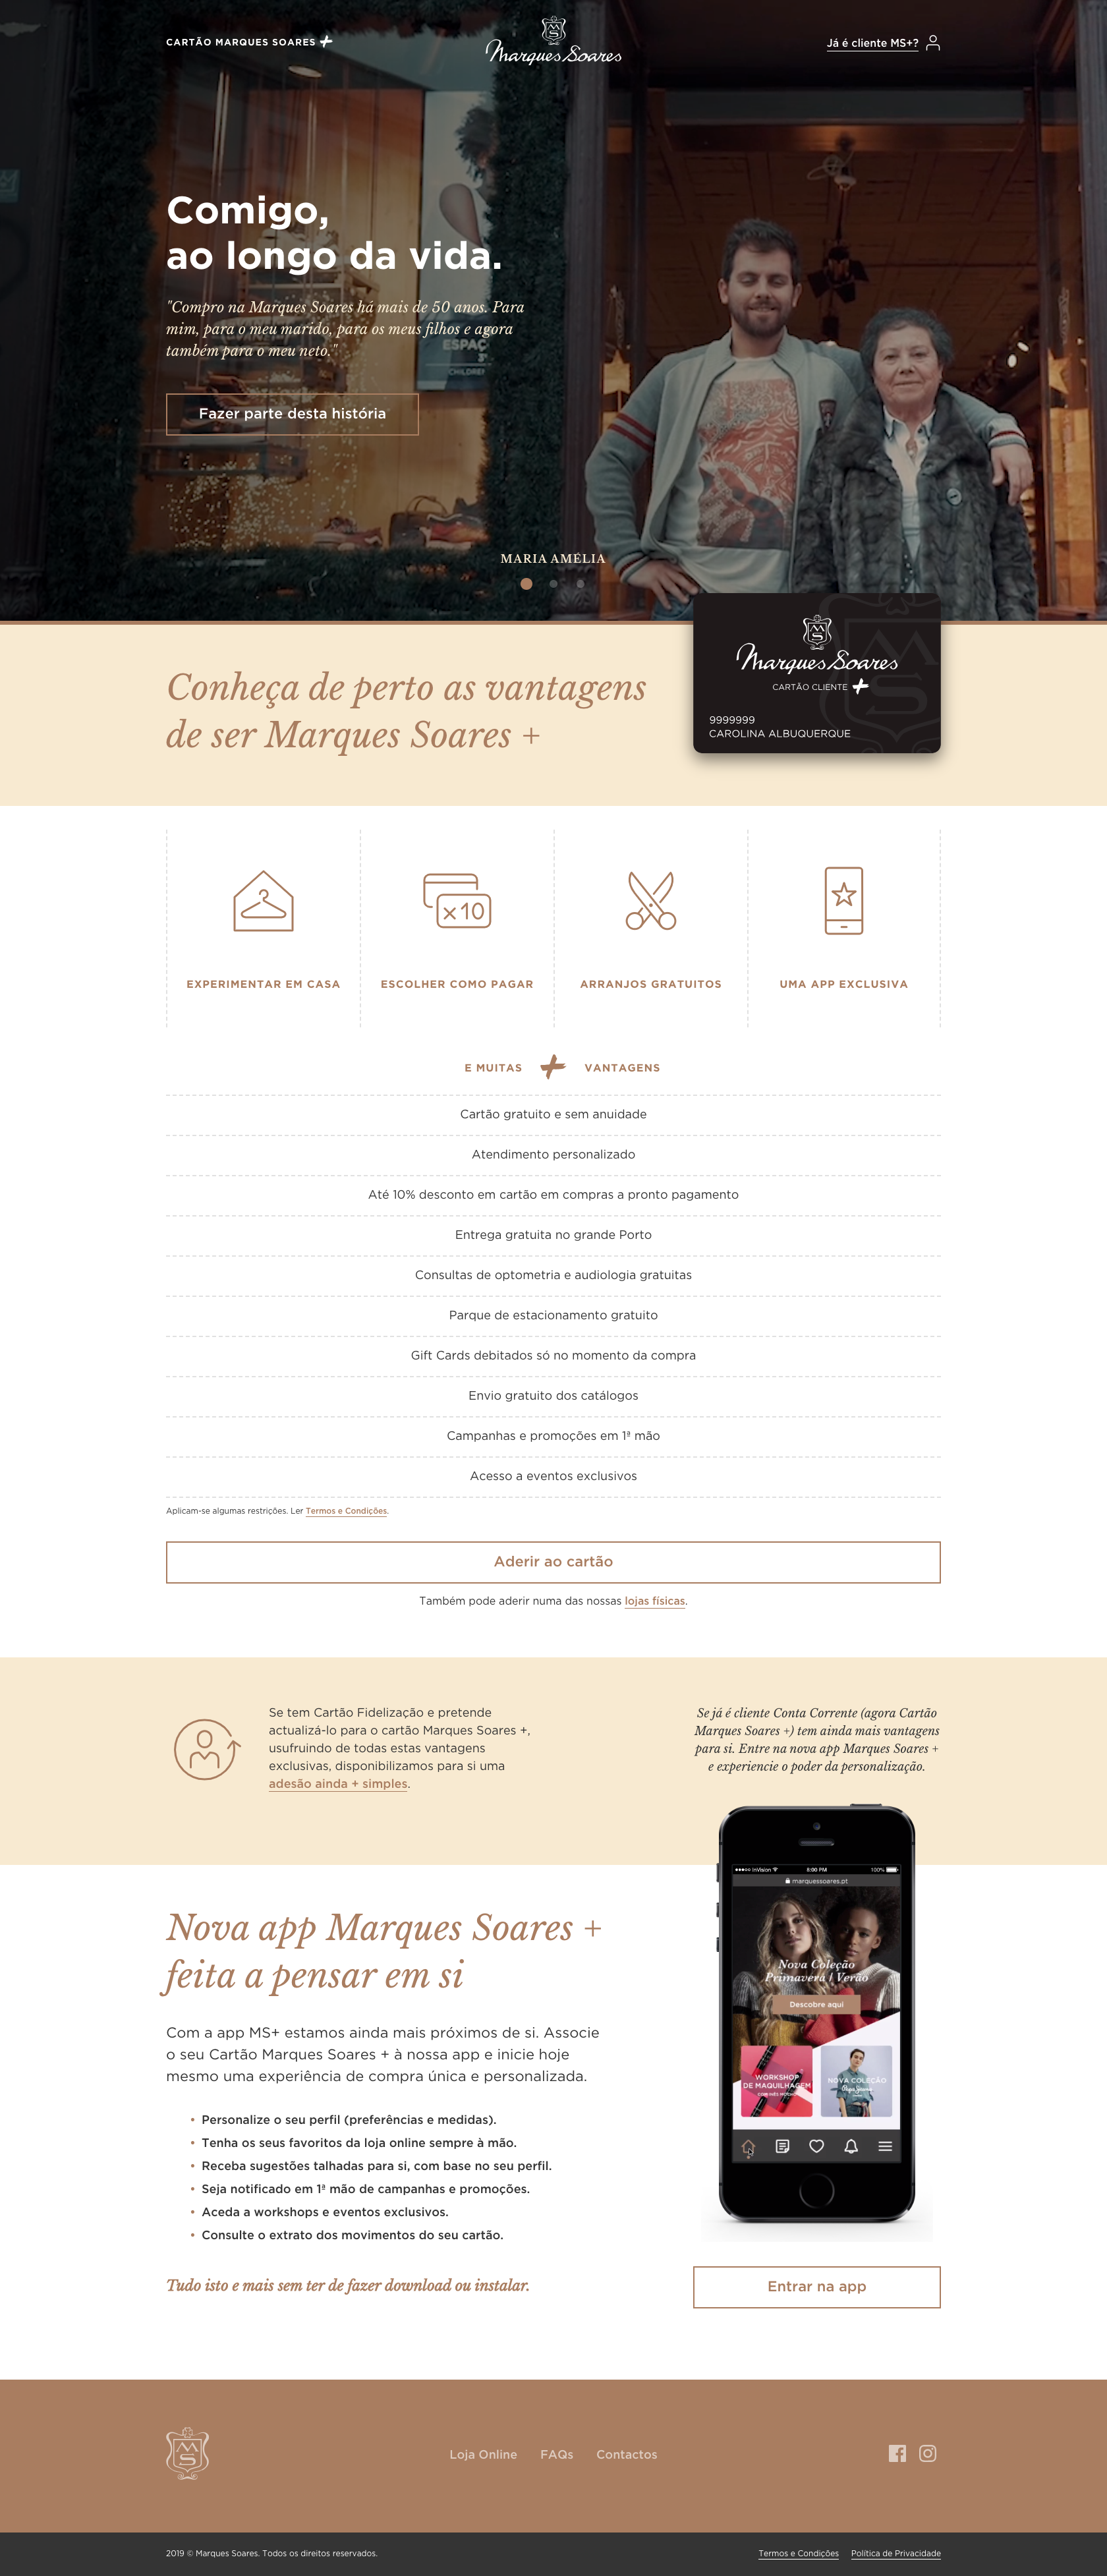 CARTÃO MARQUES SOARES +
MS
Marques Soares
Já é cliente MS+?
Comigo,
ao longo da vida.
"Compro na Marques Soares há mais de 50 anos. Para
mim, para o meu marido, para os meus filhos e agora
também para o meu neto."
ESPAÇO
CHILDREN
Fazer parte desta história
MARIA AMÉLIA
Conheça de perto as vantagens
de ser Marques Soares +
MS
Marques Soares
CARTÃO CLIENTE +
9999999
CAROLINA ALBUQUERQUE
x10
EXPERIMENTAR EM CASA
ESCOLHER COMO PAGAR
ARRANJOS GRATUITOS
UMA APP EXCLUSIVA
E MUITAS + VANTAGENS
Cartão gratuito e sem anuidade
Atendimento personalizado
Até 10% desconto em cartão em compras a pronto pagamento
Entrega gratuita no grande Porto
Consultas de optometria e audiologia gratuitas
Parque de estacionamento gratuito
Gift Cards debitados só no momento da compra
Envio gratuito dos catálogos
Campanhas e promoções em 1ª mão
Acesso a eventos exclusivos
Aplicam-se algumas restrições. Ler Termos e Condições.
Aderir ao cartão
Também pode aderir numa das nossas lojas físicas.
Se tem Cartão Fidelização e pretende
actualizá-lo para o cartão Marques Soares +,
usufruindo de todas estas vantagens
exclusivas, disponibilizamos para si uma
adesão ainda + simples.
Se já é cliente Conta Corrente (agora Cartão
Marques Soares +) tem ainda mais vantagens
para si. Entre na nova app Marques Soares +
e experiencie o poder da personalização.
InVision 8:00 PM 100%
marquessoares.pt
Nova Coleção
Primavera | Verão
Descobre aqui
WORKSHOP
DE MAQUILHAGEM
NOVA COLEÇÃO
Nova app Marques Soares +
feita a pensar em si
Com a app MS+ estamos ainda mais próximos de si. Associe
o seu Cartão Marques Soares + à nossa app e inicie hoje
mesmo uma experiência de compra única e personalizada.
• Personalize o seu perfil (preferências e medidas).
• Tenha os seus favoritos da loja online sempre à mão.
• Receba sugestões talhadas para si, com base no seu perfil.
• Seja notificado em 1ª mão de campanhas e promoções.
• Aceda a workshops e eventos exclusivos.
• Consulte o extrato dos movimentos do seu cartão.
Tudo isto e mais sem ter de fazer download ou instalar.
Entrar na app
MS
Loja Online FAQs Contactos
2019 © Marques Soares. Todos os direitos reservados.
Termos e Condições Política de Privacidade